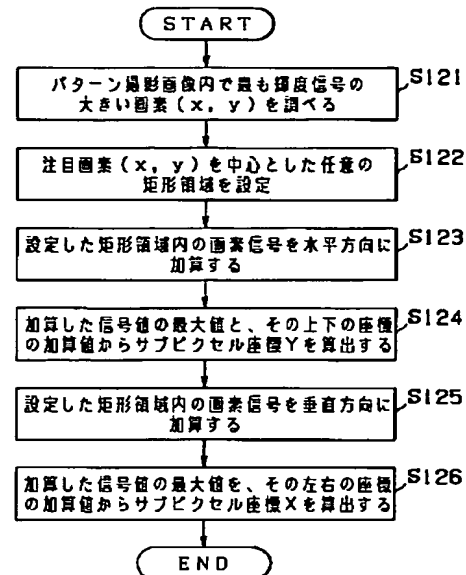 START
パターン撮影画像内で最も輝度信号の
大きい画素(x, y)を調べる
S121
注目画素(x, y)を中心とした任意の
矩形領域を設定
S122
設定した矩形領域内の画素信号を水平方向に
加算する
S123
加算した信号値の最大値と、その上下の座標
の加算値からサブピクセル座標Yを算出する
S124
設定した矩形領域内の画素信号を垂直方向に
加算する
S125
加算した信号値の最大値を、その左右の座標
の加算値からサブピクセル座標Xを算出する
S126
END